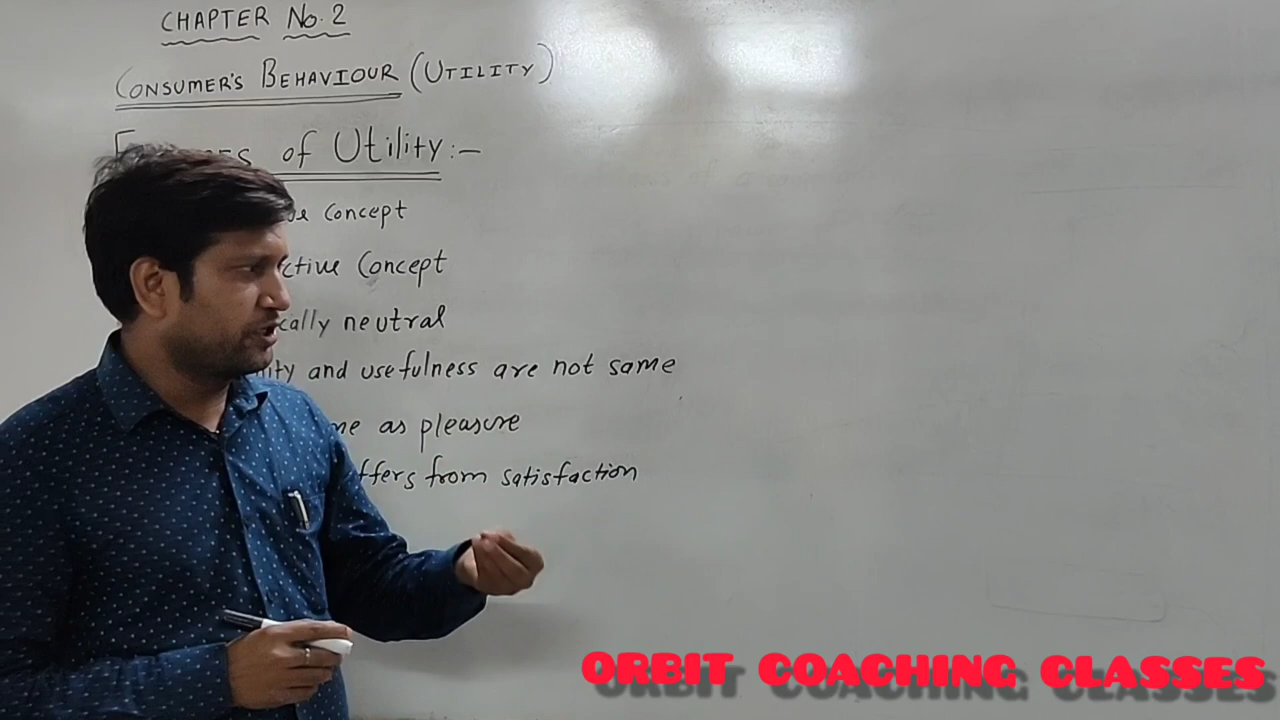 CHAPTER No. 2
CONSUMER'S BEHAVIOUR (UTILITY)
of Utility :-
Concept
Concept
neutral
and usefulness are not same
as pleasure
from satisfaction
ORBIT COACHING CLASSES